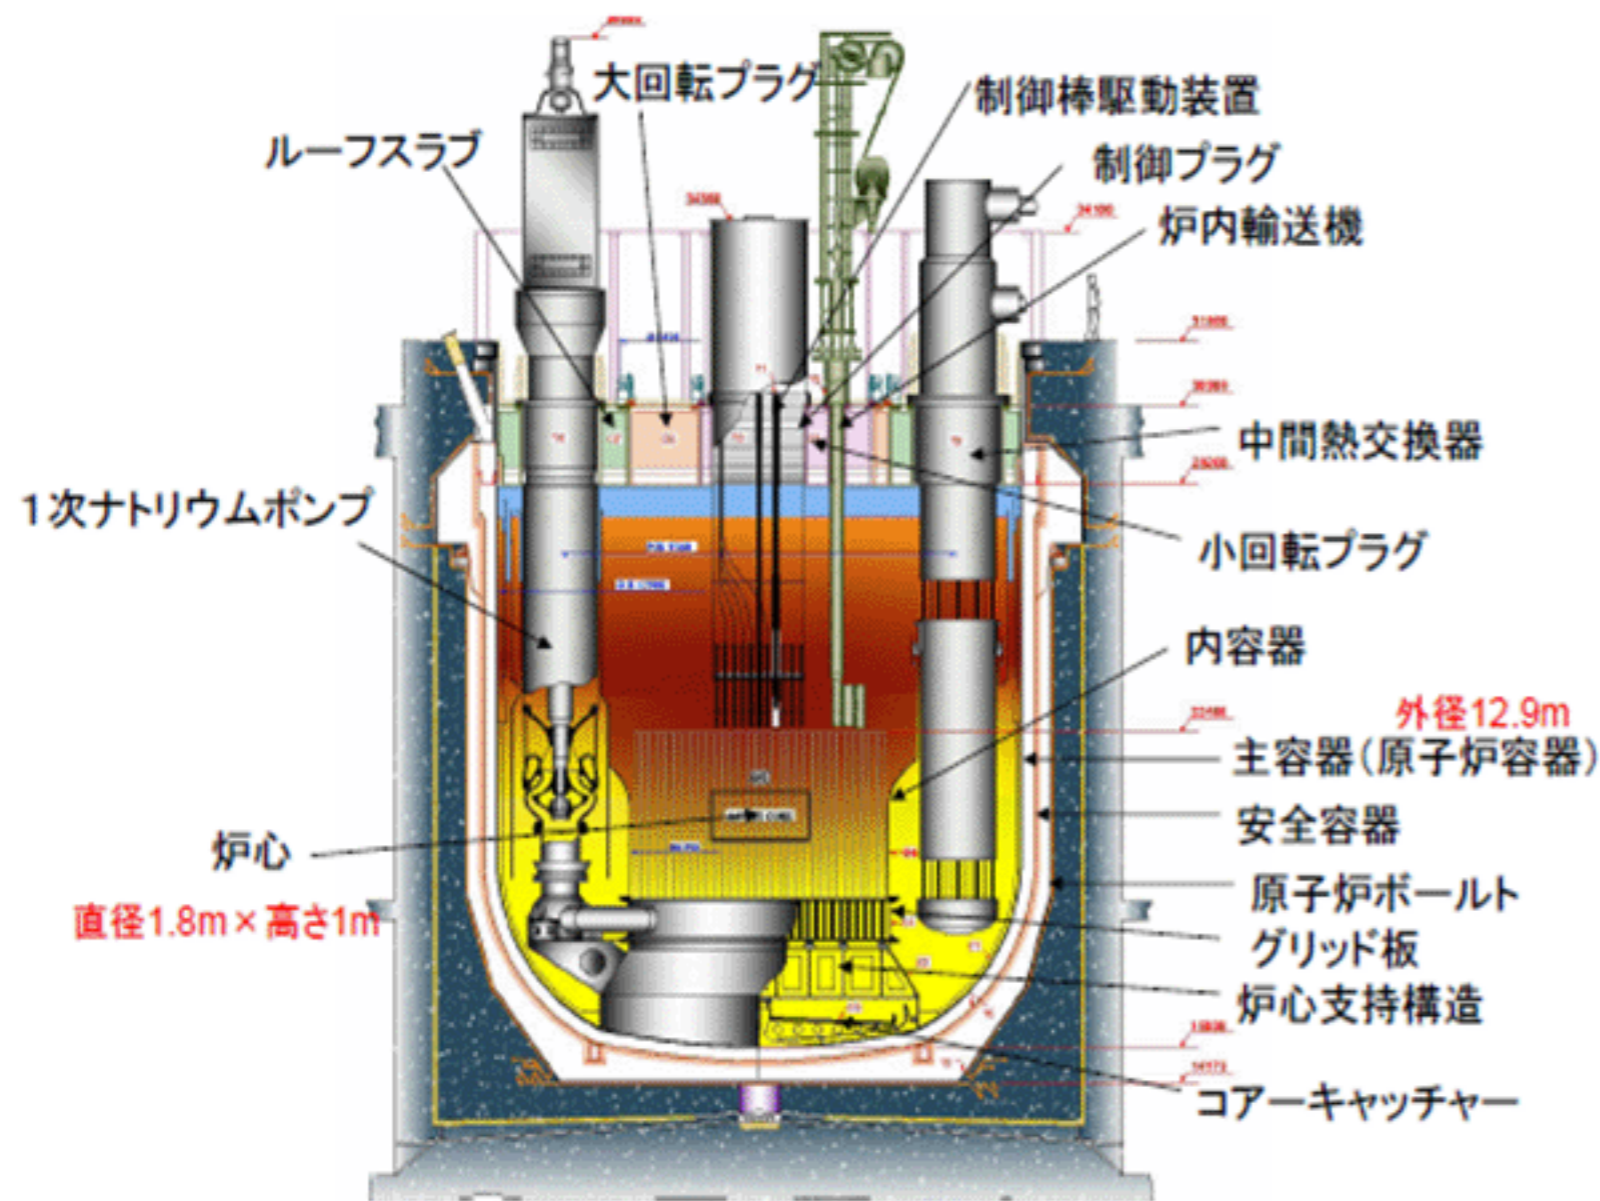 大回転プラグ
制御棒駆動装置
ルーフスラブ
制御プラグ
炉内輸送機
34100
中間熱交換器
1次ナトリウムポンプ
小回転プラグ
内容器
外径12.9m
主容器(原子炉容器)
安全容器
炉心
原子炉ボールト
直径1.8m×高さ1m
グリッド板
炉心支持構造
コアーキャッチャー